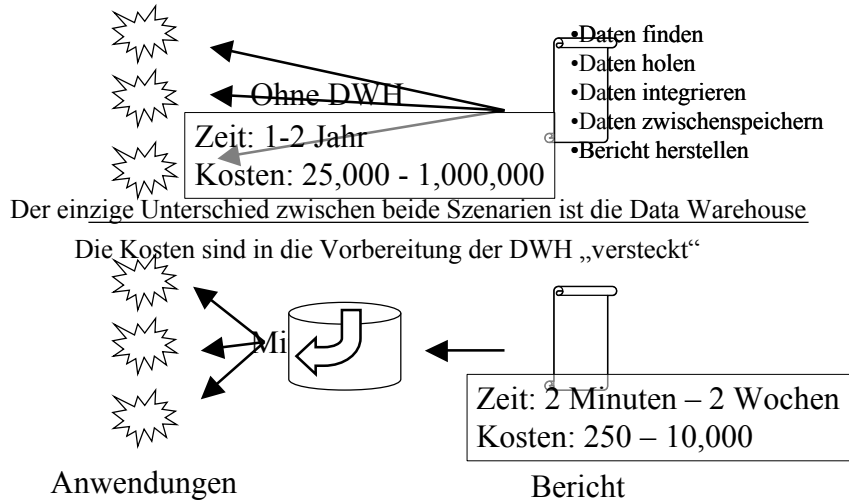 •Daten finden
•Daten holen
Ohne DWH
•Daten integrieren
•Daten zwischenspeichern
Zeit: 1-2 Jahr
•Bericht herstellen
Kosten: 25,000 - 1,000,000
Der einzige Unterschied zwischen beide Szenarien ist die Data Warehouse
Die Kosten sind in die Vorbereitung der DWH „versteckt“
Mi
Zeit: 2 Minuten – 2 Wochen
Kosten: 250 – 10,000
Anwendungen
Bericht